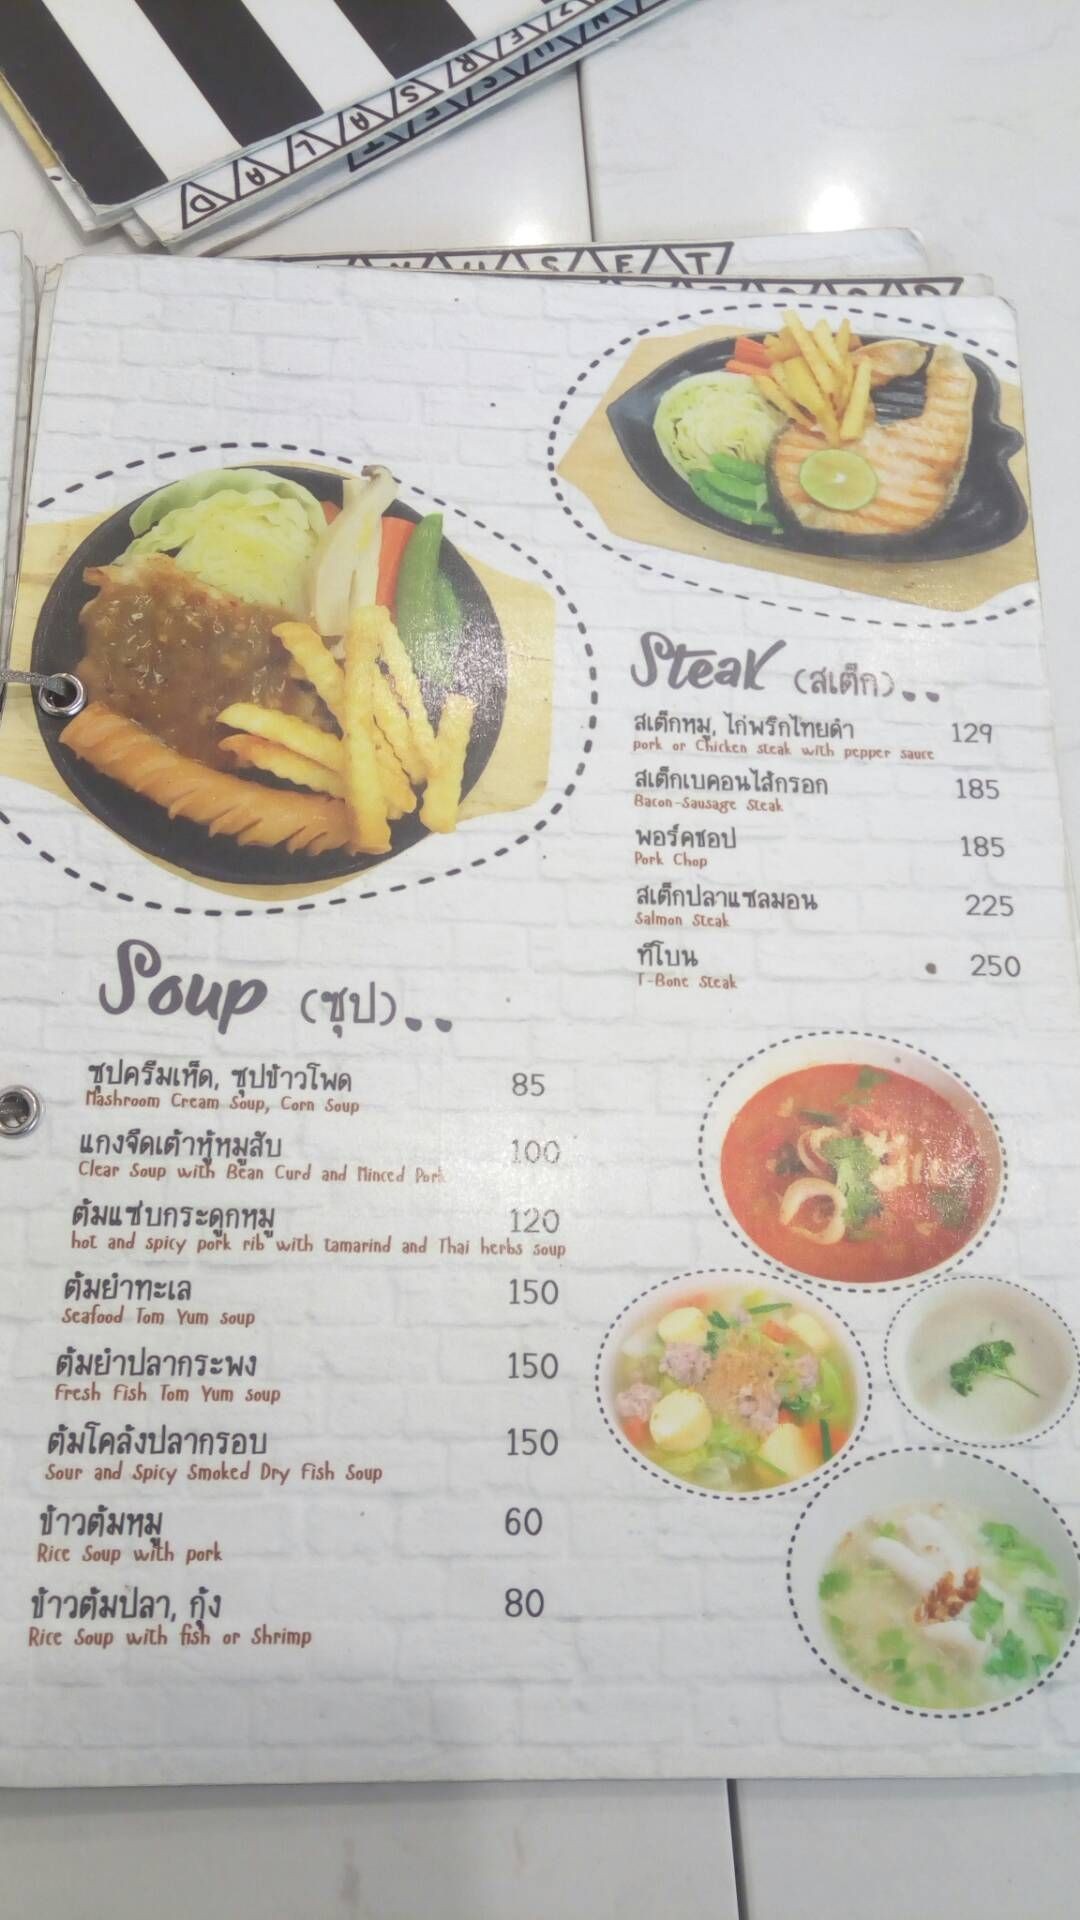 DALASREG
TESUN
NUSET
Steak (สเต็ก)..
สเต็กหมู, ไก่พริกไทยดำ 129
pork or Chicken steak with pepper sauce
สเต็กเบคอนไส้กรอก 185
Bacon-Sausage Steak
พอร์คชอป 185
Pork Chop
สเต็กปลาแซลมอน 225
Salmon Steak
ทีโบน 250
T-Bone Steak
Soup (ซุป)..
ซุปครีมเห็ด, ซุปข้าวโพด 85
Mashroom Cream Soup, Corn Soup
แกงจืดเต้าหู้หมูสับ 100
Clear Soup with Bean Curd and Minced Pork
ต้มแซ่บกระดูกหมู 120
hot and spicy pork rib with tamarind and Thai herbs soup
ต้มยำทะเล 150
Seafood Tom Yum soup
ต้มยำปลากระพง 150
Fresh Fish Tom Yum soup
ต้มโคล้งปลากรอบ 150
Sour and Spicy Smoked Dry Fish Soup
ข้าวต้มหมู 60
Rice Soup with pork
ข้าวต้มปลา, กุ้ง 80
Rice Soup with fish or Shrimp